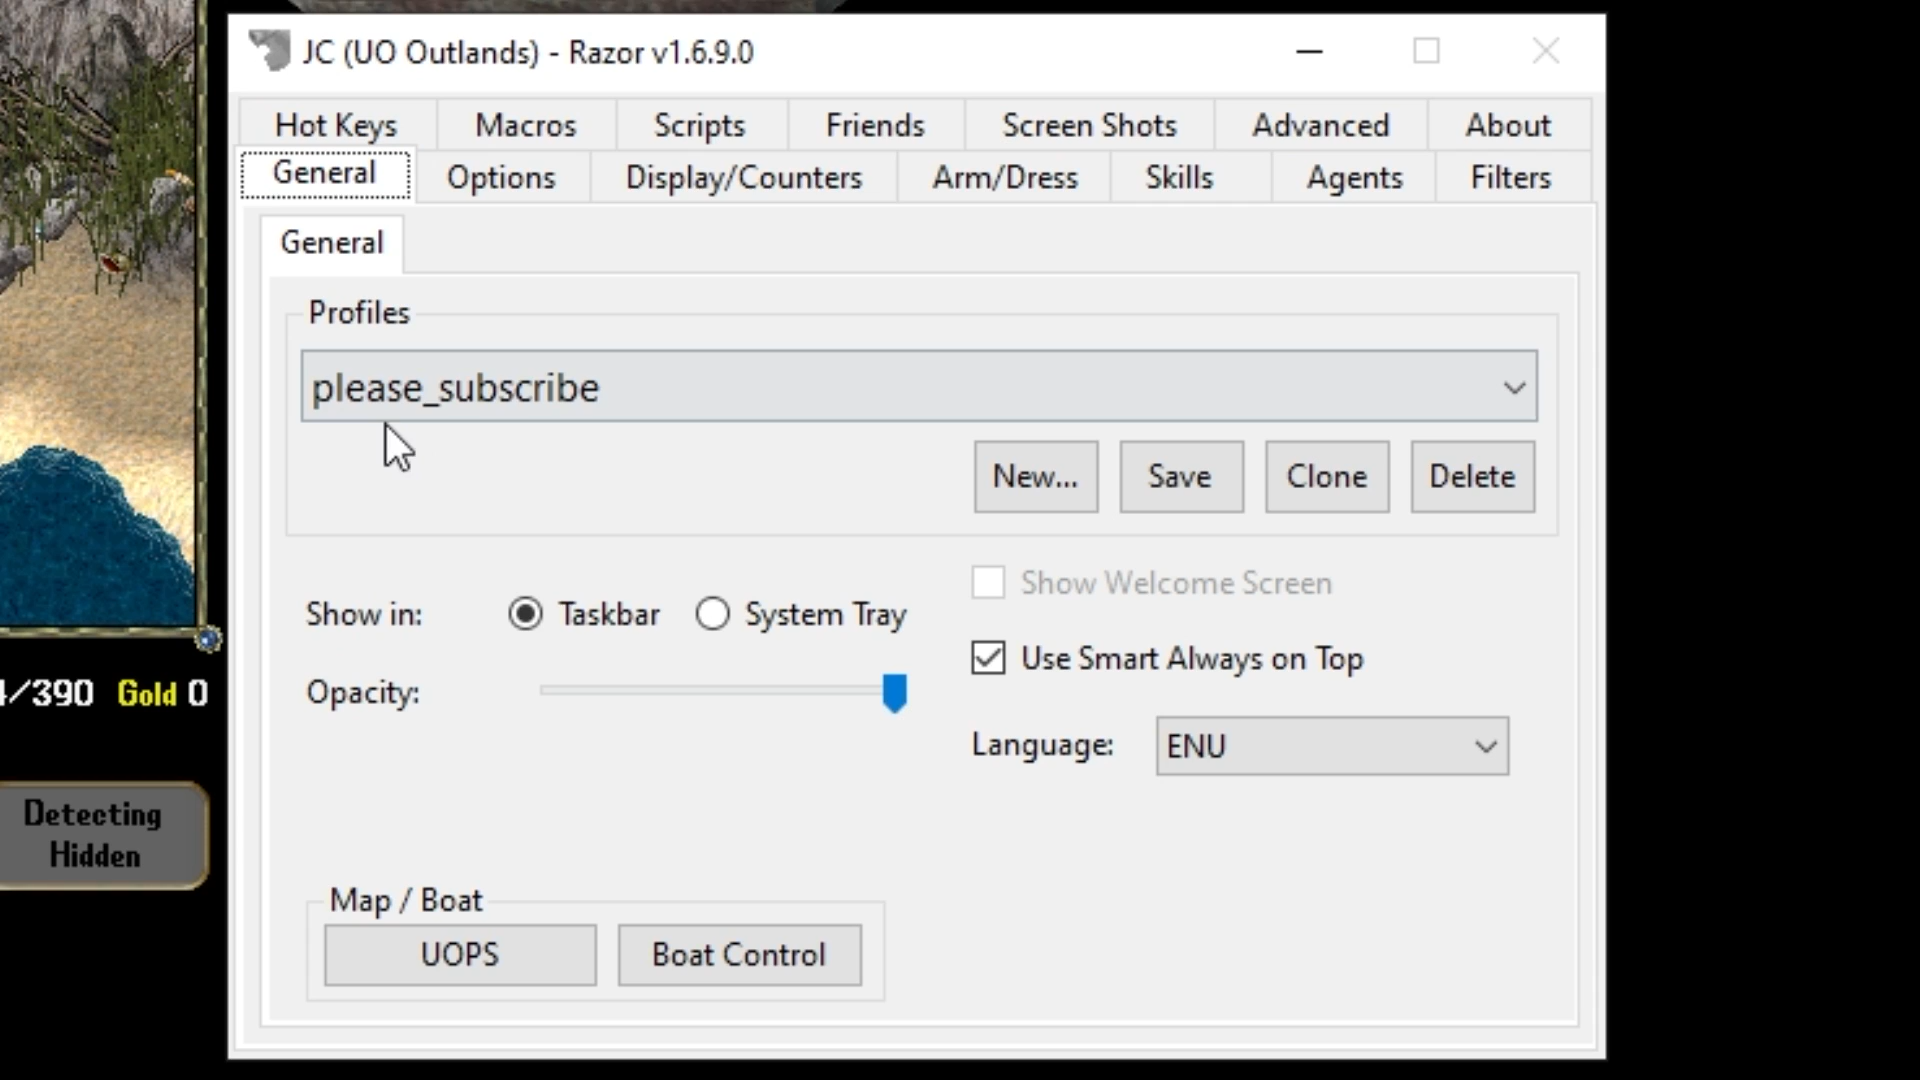 JC (UO Outlands) - Razor v1.6.9.0
Hot Keys Macros Scripts Friends Screen Shots Advanced About
General Options Display/Counters Arm/Dress Skills Agents Filters
General
Profiles
please_subscribe
New... Save Clone Delete
Show Welcome Screen
Show in: Taskbar System Tray
Use Smart Always on Top
Opacity:
Language: ENU
Map / Boat
UOPS Boat Control
/390 Gold 0
Detecting
Hidden